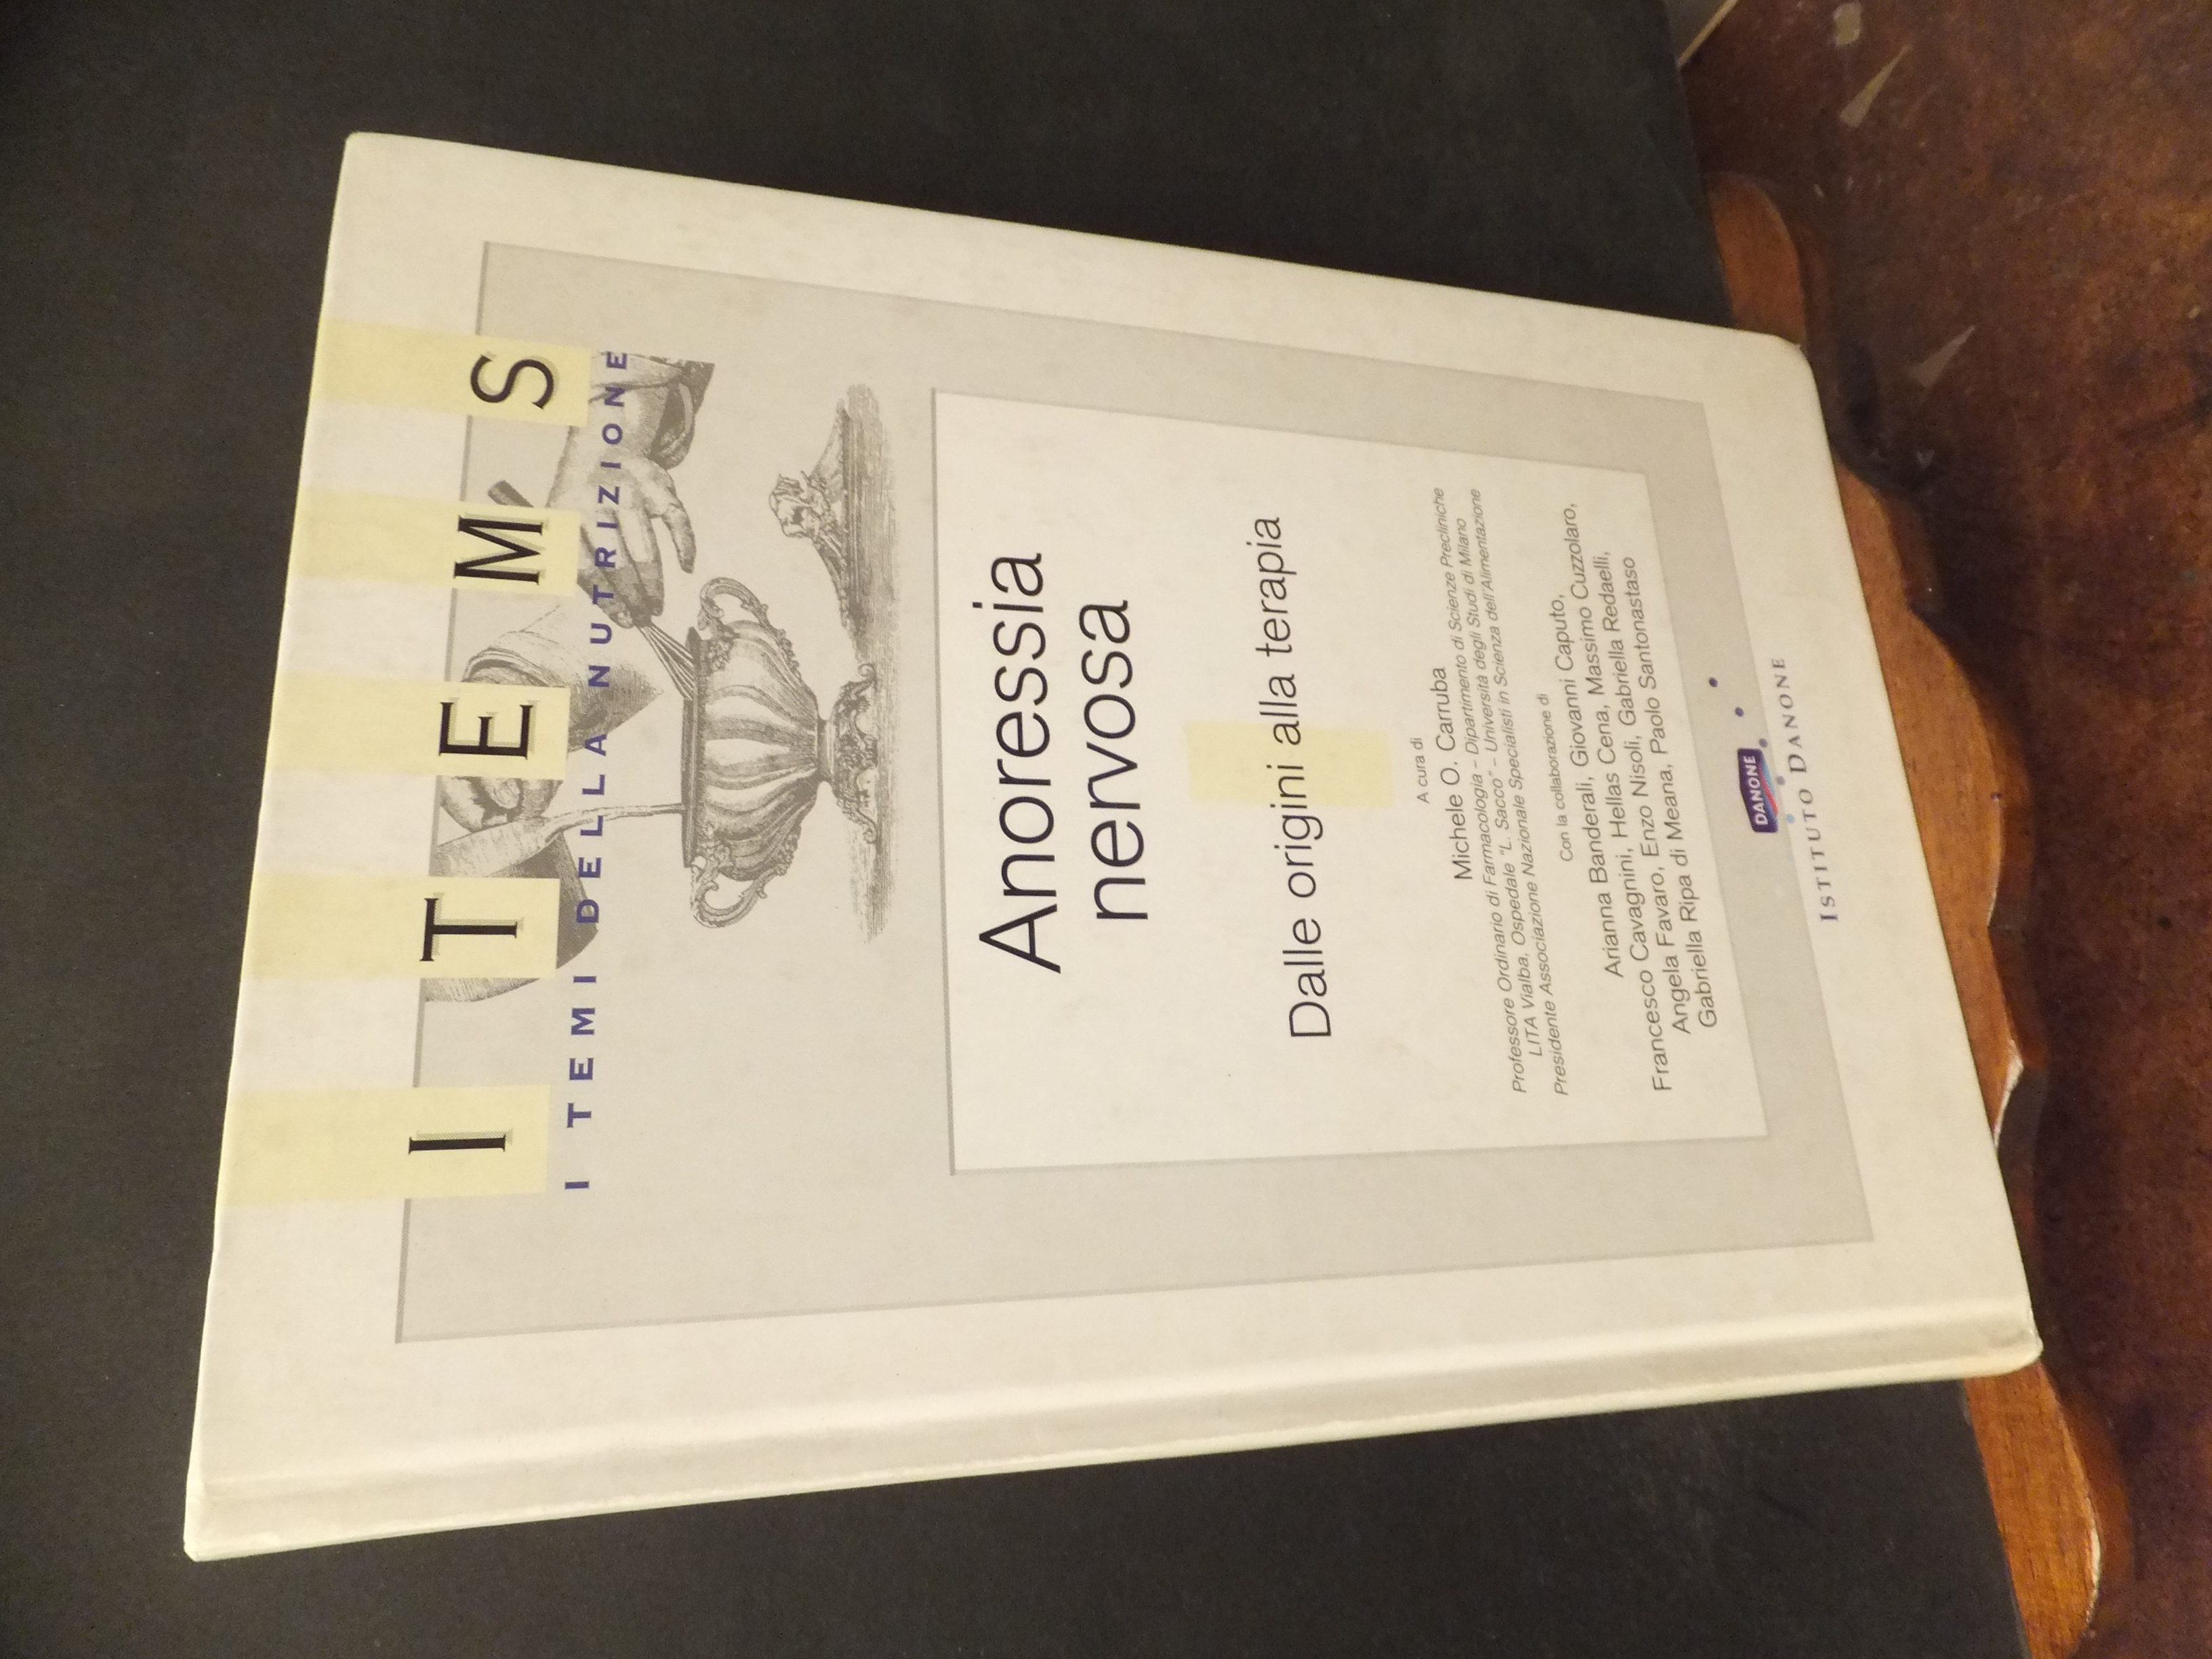 ITEMS
I TEMI DELLA NUTRIZIONE
Anoressia
nervosa
Dalle origini alla terapia
A cura di
Michele O. Carruba
Professore Ordinario di Farmacologia - Dipartimento di Scienze Precliniche
LITA Vialba, Ospedale "L. Sacco" - Università degli Studi di Milano
Presidente Associazione Nazionale Specialisti in Scienza dell'Alimentazione
Con la collaborazione di
Arianna Banderali, Giovanni Caputo,
Francesco Cavagnini, Hellas Cena, Massimo Cuzzolaro,
Angela Favaro, Enzo Nisoli, Gabriella Redaelli,
Gabriella Ripa di Meana, Paolo Santonastaso
DANONE
ISTITUTO DANONE